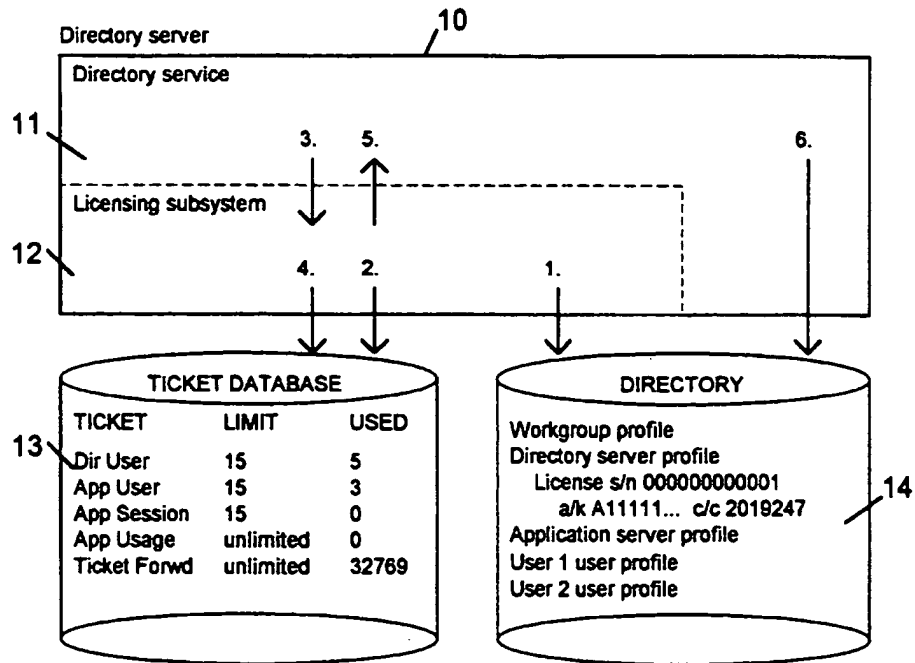 10
Directory server
Directory service
11
3. 5. 6.
Licensing subsystem
12
4. 2. 1.
TICKET DATABASE
TICKET LIMIT USED
13
Dir User 15 5
App User 15 3
App Session 15 0
App Usage unlimited 0
Ticket Forwd unlimited 32769
DIRECTORY
Workgroup profile
Directory server profile
License s/n 000000000001
a/k A11111... c/c 2019247
14
Application server profile
User 1 user profile
User 2 user profile